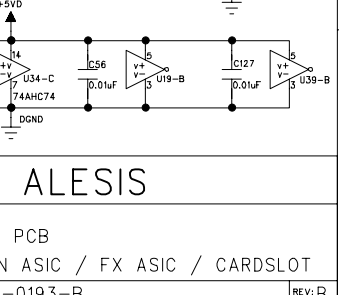 +5VD
14
V+
V-
U34-C
7
74AHC74
DGND
C56
0.01uF
5
V+
V-
U19-B
3
C127
0.01uF
5
V+
V-
U39-B
3
ALESIS
PCB
N ASIC / FX ASIC / CARDSLOT
-0193-B
REV: B